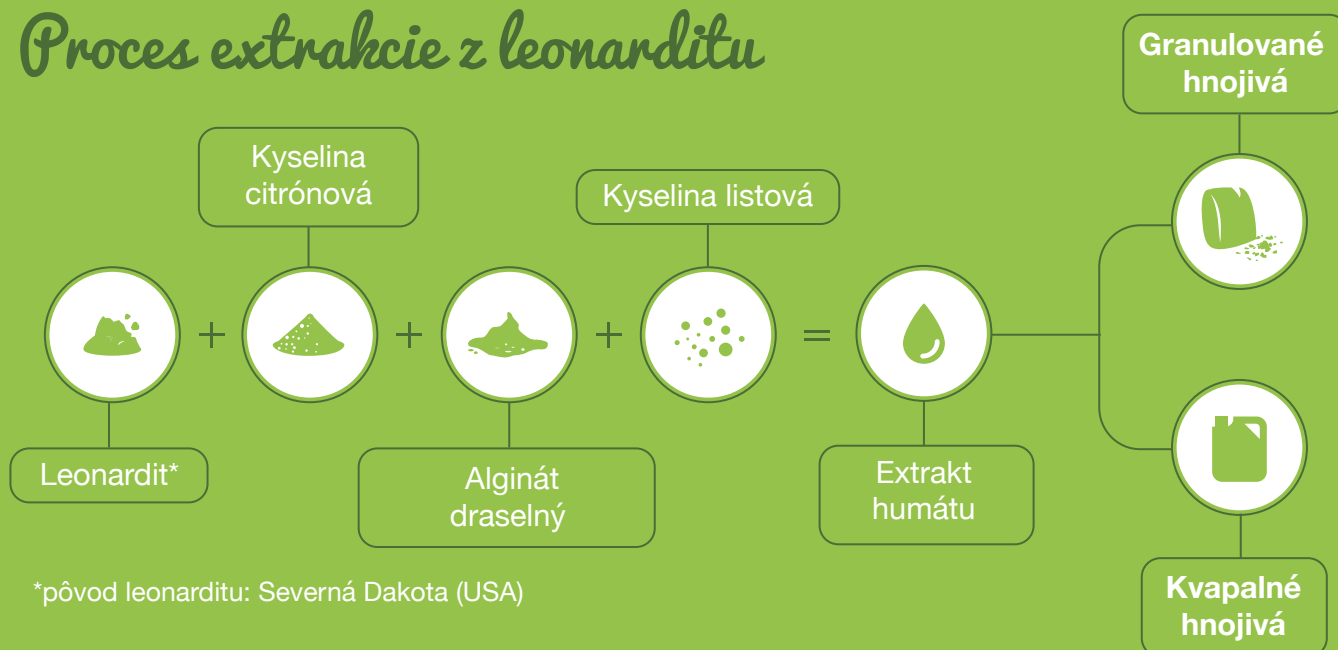 Proces extrakcie z leonarditu
Granulované
hnojivá
Kyselina
citrónová
Kyselina listová
+
+
+
=
Leonardit*
Alginát
draselný
Extrakt
humátu
*pôvod leonarditu: Severná Dakota (USA)
Kvapalné
hnojivá